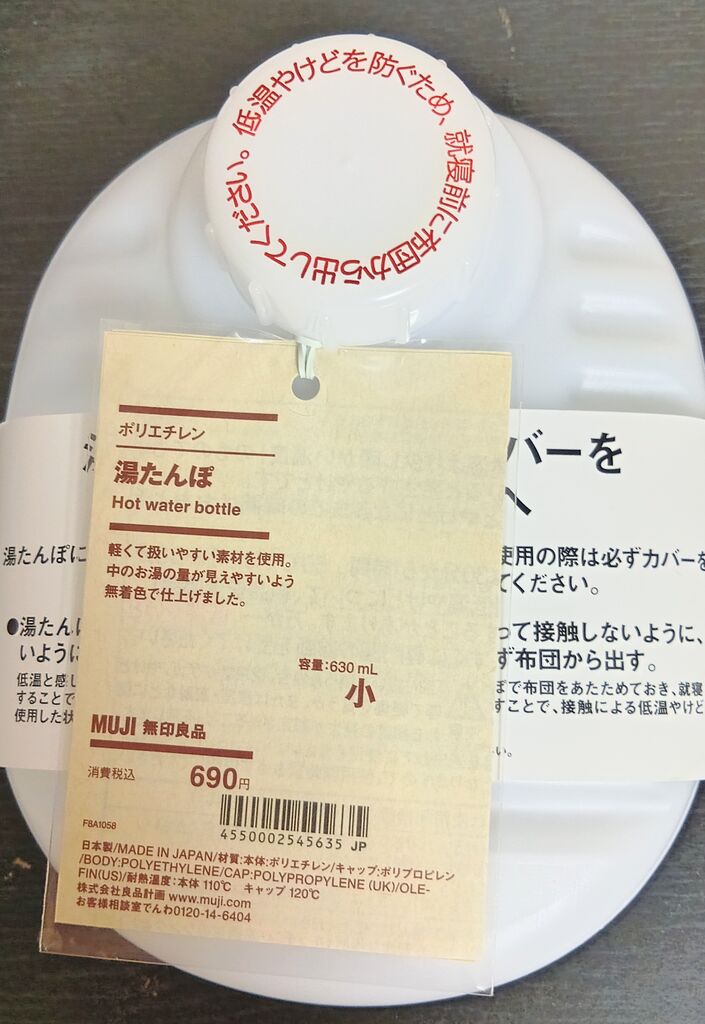 低温やけどを防ぐため、就寝前に布団から出してください。
ポリエチレン
湯たんぽ
Hot water bottle
軽くて扱いやすい素材を使用。
中のお湯の量が見えやすいよう
無着色で仕上げました。
容量:630 mL
小
MUJI 無印良品
消費税込 690円
F8A1058
4550002545635 JP
日本製/MADE IN JAPAN/材質:本体:ポリエチレン/キャップ:ポリプロピレン
/BODY:POLYETHYLENE/CAP:POLYPROPYLENE (UK)/OLE-
FIN(US)/耐熱温度:本体 110℃ キャップ 120℃
株式会社良品計画 www.muji.com
お客様相談室でんわ0120-14-6404
湯たんぽに
●湯たん
いように
低温と感
することで
使用した状
バーを
へ
使用の際は必ずカバーを
てください。
って接触しないように、
ず布団から出す。
ぽで布団をあたためておき、就寝
すことで、接触による低温やけど
い。